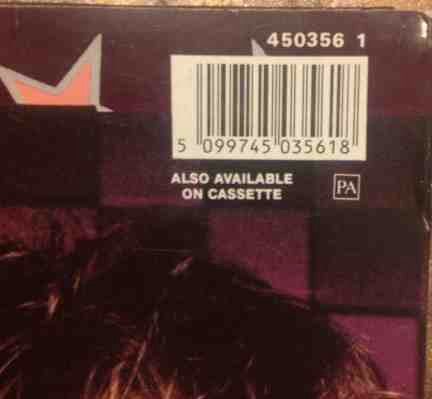 450356 1
5 099745 035618
ALSO AVAILABLE
ON CASSETTE
PA